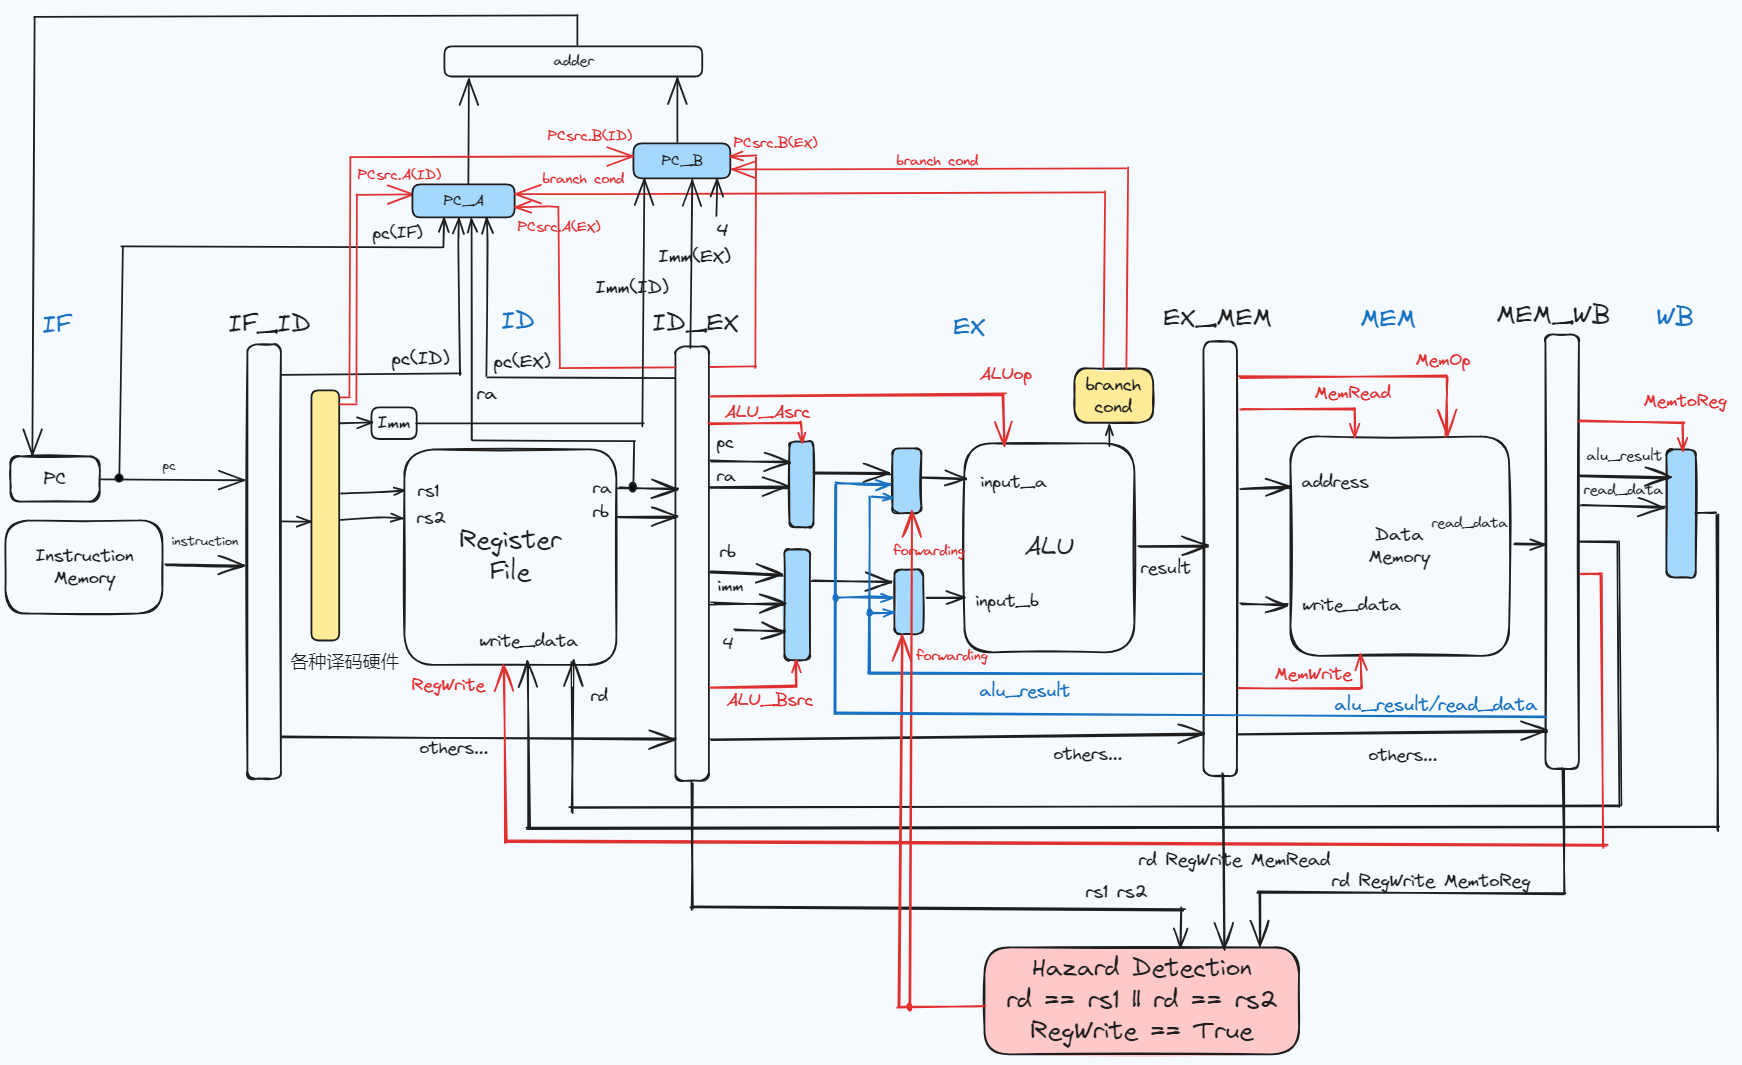 adder
PCsrc.B(ID)
PC_B
PCsrc.B(EX)
branch cond
PCsrc.A(ID)
branch cond
PC_A
PCsrc.A(EX)
pc(IF)
4
Imm(EX)
Imm(ID)
IF
IF_ID
ID
ID_EX
EX
EX_MEM
MEM
MEM_WB
WB
pc(ID)
pc(EX)
ra
ALUop
branch
cond
MemOp
MemRead
MemtoReg
Imm
ALU_Asrc
pc
ra
PC
pc
rs1
rs2
ra
rb
Register
File
write_data
input_a
ALU
input_b
result
address
read_data
Data
Memory
write_data
alu_result
read_data
instruction
Instruction
Memory
rb
imm
4
forwarding
forwarding
各种译码硬件
RegWrite
rd
ALU_Bsrc
alu_result
MemWrite
alu_result/read_data
others...
others...
others...
rd RegWrite MemRead
rd RegWrite MemtoReg
rs1 rs2
Hazard Detection
rd == rs1 || rd == rs2
RegWrite == True